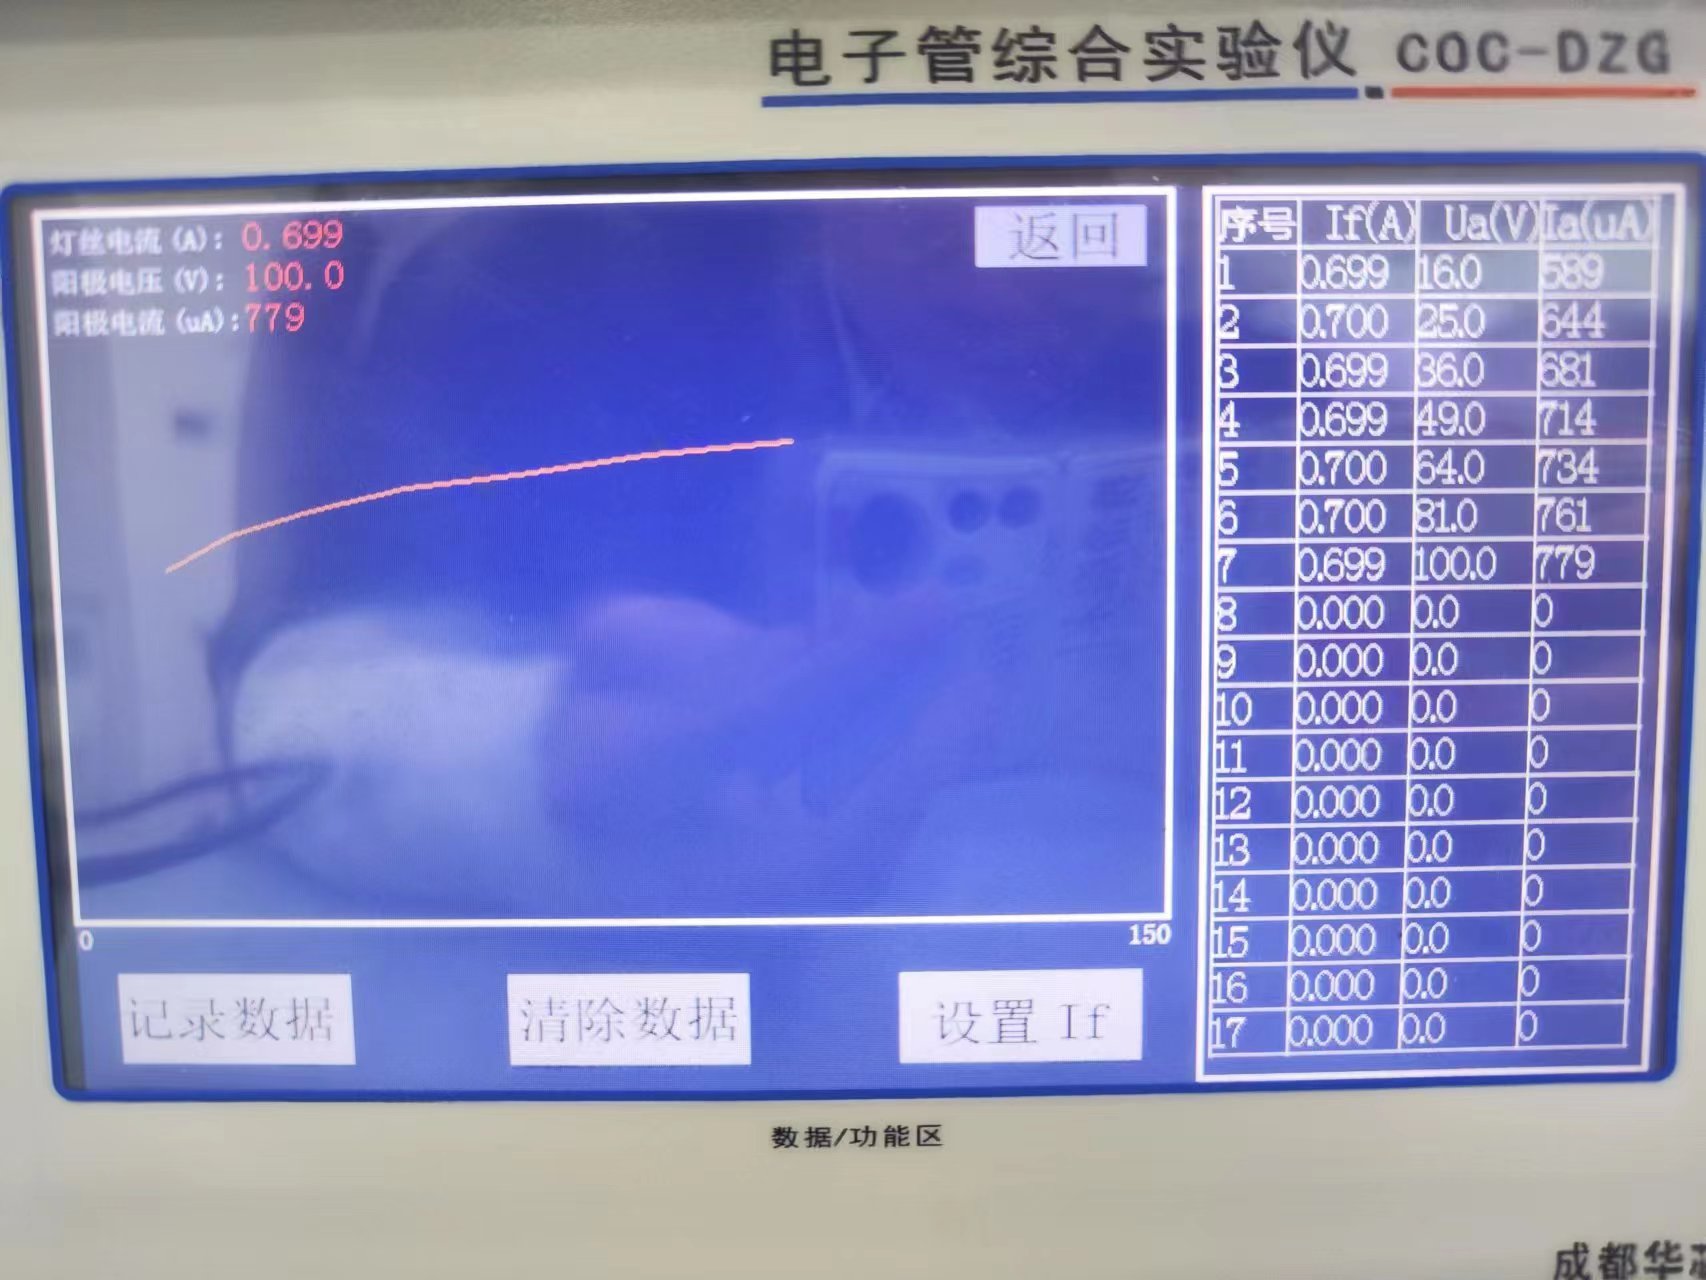 电子管综合实验仪 COC-DZG
灯丝电流(A): 0.699
阳极电压(V): 100.0
阳极电流(uA):779
返回
0
150
记录数据
清除数据
设置 If
序号 If(A) Ua(V) Ia(uA)
1 0.699 16.0 589
2 0.700 25.0 644
3 0.699 36.0 681
4 0.699 49.0 714
5 0.700 64.0 734
6 0.700 81.0 761
7 0.699 100.0 779
8 0.000 0.0 0
9 0.000 0.0 0
10 0.000 0.0 0
11 0.000 0.0 0
12 0.000 0.0 0
13 0.000 0.0 0
14 0.000 0.0 0
15 0.000 0.0 0
16 0.000 0.0 0
17 0.000 0.0 0
数据/功能区
成都华